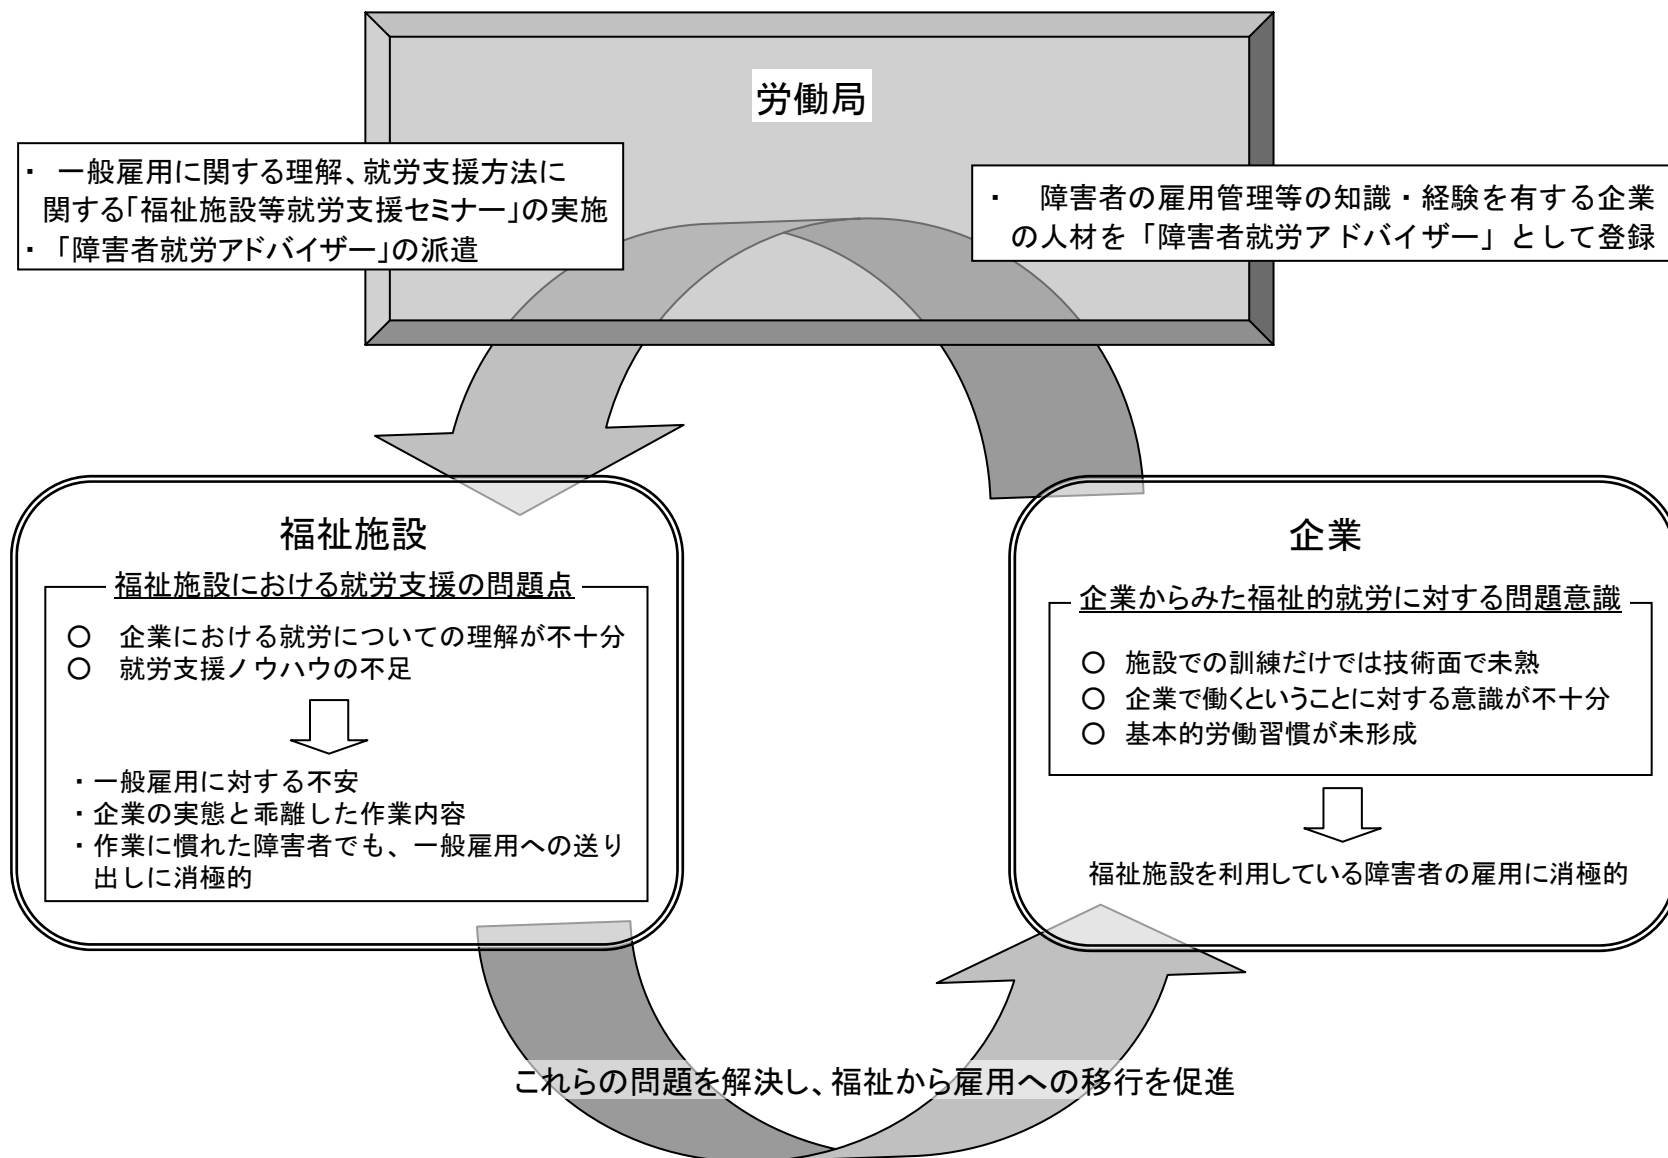 労働局
・ 一般雇用に関する理解、就労支援方法に
関する「福祉施設等就労支援セミナー」の実施
・ 「障害者就労アドバイザー」の派遣
・ 障害者の雇用管理等の知識・経験を有する企業
の人材を「障害者就労アドバイザー」として登録
福祉施設
福祉施設における就労支援の問題点
○ 企業における就労についての理解が不十分
○ 就労支援ノウハウの不足
・一般雇用に対する不安
・企業の実態と乖離した作業内容
・作業に慣れた障害者でも、一般雇用への送り
出しに消極的
企業
企業からみた福祉的就労に対する問題意識
○ 施設での訓練だけでは技術面で未熟
○ 企業で働くということに対する意識が不十分
○ 基本的労働習慣が未形成
福祉施設を利用している障害者の雇用に消極的
これらの問題を解決し、福祉から雇用への移行を促進